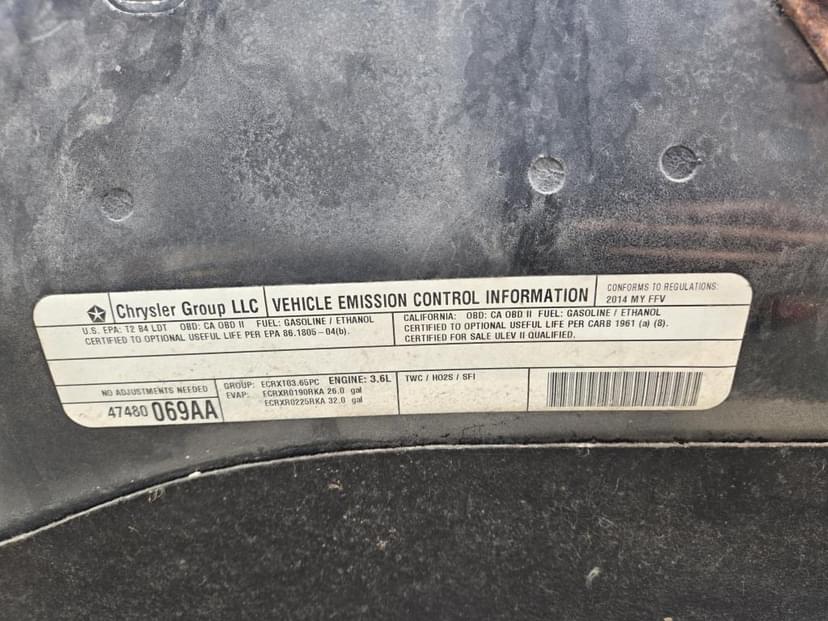 Chrysler Group LLC
VEHICLE EMISSION CONTROL INFORMATION
CONFORMS TO REGULATIONS:
2014 MY FFV
U.S. EPA: T2 B4 LDT OBD: CA OBD II FUEL: GASOLINE / ETHANOL
CERTIFIED TO OPTIONAL USEFUL LIFE PER EPA 86.1805-04(b).
CALIFORNIA: OBD: CA OBD II FUEL: GASOLINE / ETHANOL
CERTIFIED TO OPTIONAL USEFUL LIFE PER CARB 1961 (a) (8).
CERTIFIED FOR SALE ULEV II QUALIFIED.
NO ADJUSTMENTS NEEDED
47480 069AA
GROUP: ECRXT03.65PC ENGINE: 3.6L
EVAP: ECRXR0190RKA 26.0 gal
ECRXR0225RKA 32.0 gal
TWC / HO2S / SFI